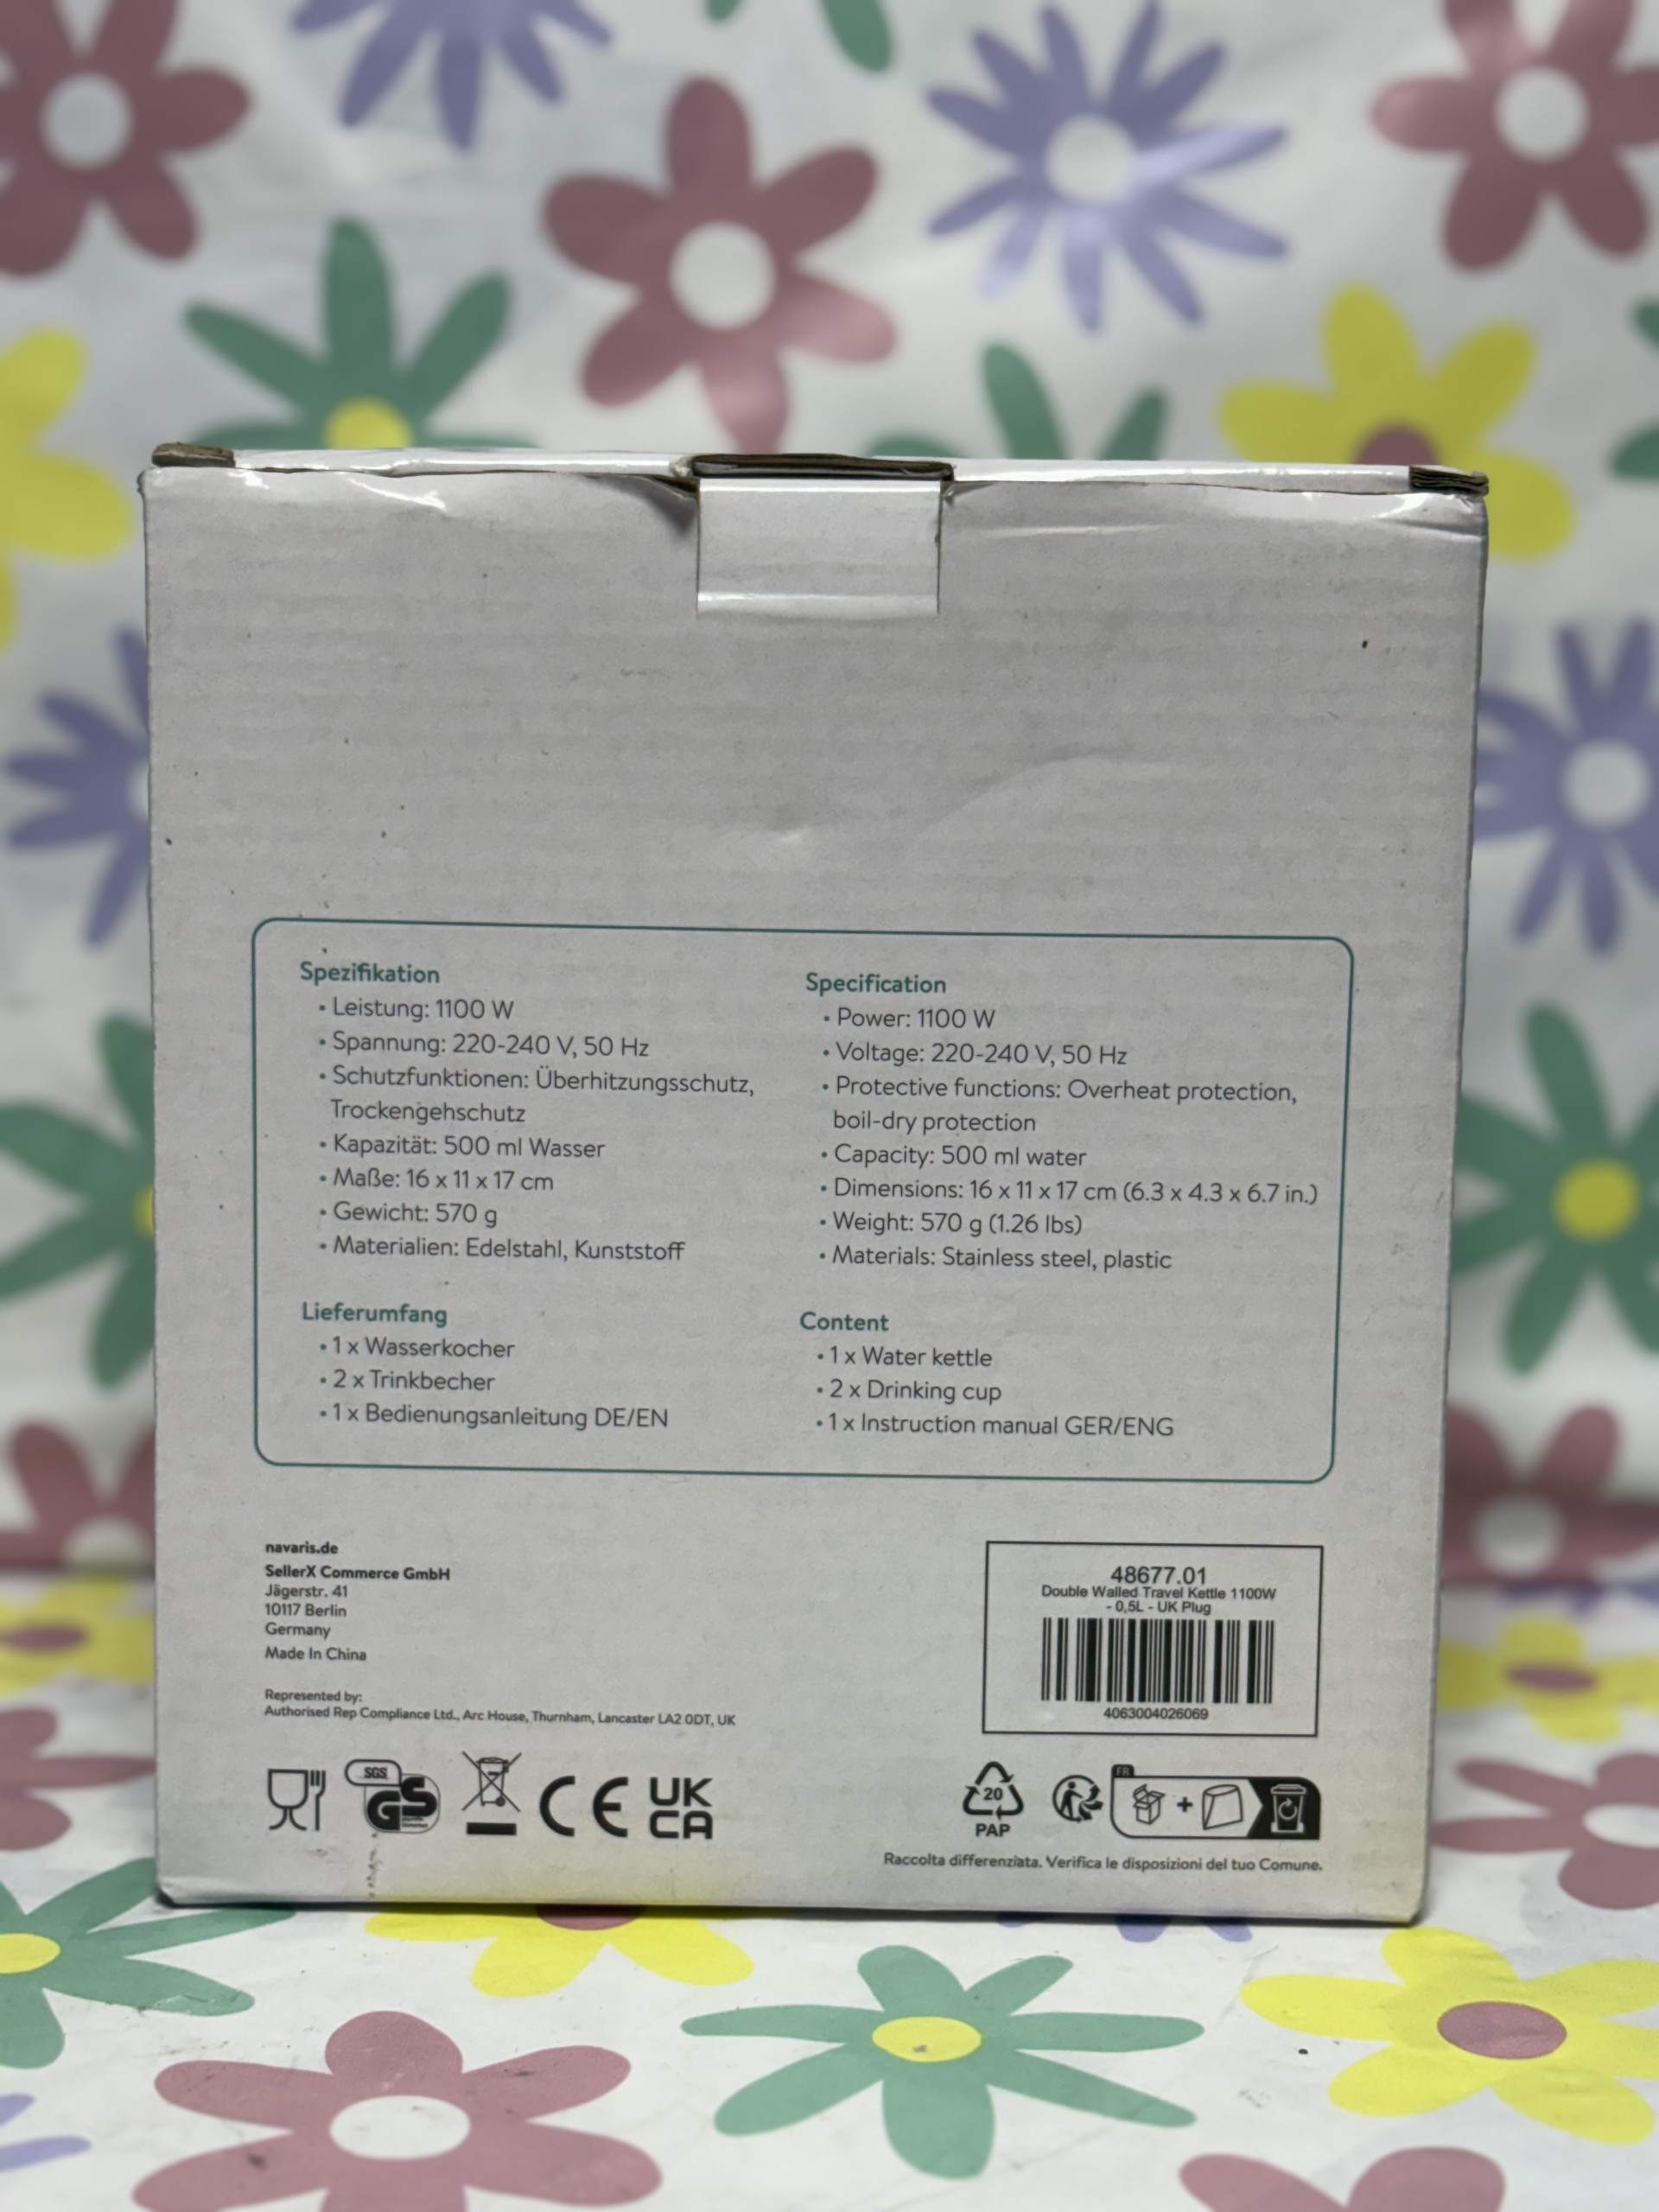 Spezifikation
• Leistung: 1100 W
• Spannung: 220-240 V, 50 Hz
• Schutzfunktionen: Überhitzungsschutz,
Trockengehschutz
• Kapazität: 500 ml Wasser
• Maße: 16 x 11 x 17 cm
• Gewicht: 570 g
• Materialien: Edelstahl, Kunststoff
Lieferumfang
• 1 x Wasserkocher
• 2 x Trinkbecher
• 1 x Bedienungsanleitung DE/EN
Specification
• Power: 1100 W
• Voltage: 220-240 V, 50 Hz
• Protective functions: Overheat protection,
boil-dry protection
• Capacity: 500 ml water
• Dimensions: 16 x 11 x 17 cm (6.3 x 4.3 x 6.7 in.)
• Weight: 570 g (1.26 lbs)
• Materials: Stainless steel, plastic
Content
• 1 x Water kettle
• 2 x Drinking cup
• 1 x Instruction manual GER/ENG
navaris.de
SellerX Commerce GmbH
Jägerstr. 41
10117 Berlin
Germany
Made In China
Represented by:
Authorised Rep Compliance Ltd., Arc House, Thurnham, Lancaster LA2 0DT, UK
48677.01
Double Walled Travel Kettle 1100W
- 0,5L - UK Plug
4063004026069
SGS
GS
CE
UK
CA
20
PAP
FR
+
Raccolta differenziata. Verifica le disposizioni del tuo Comune.